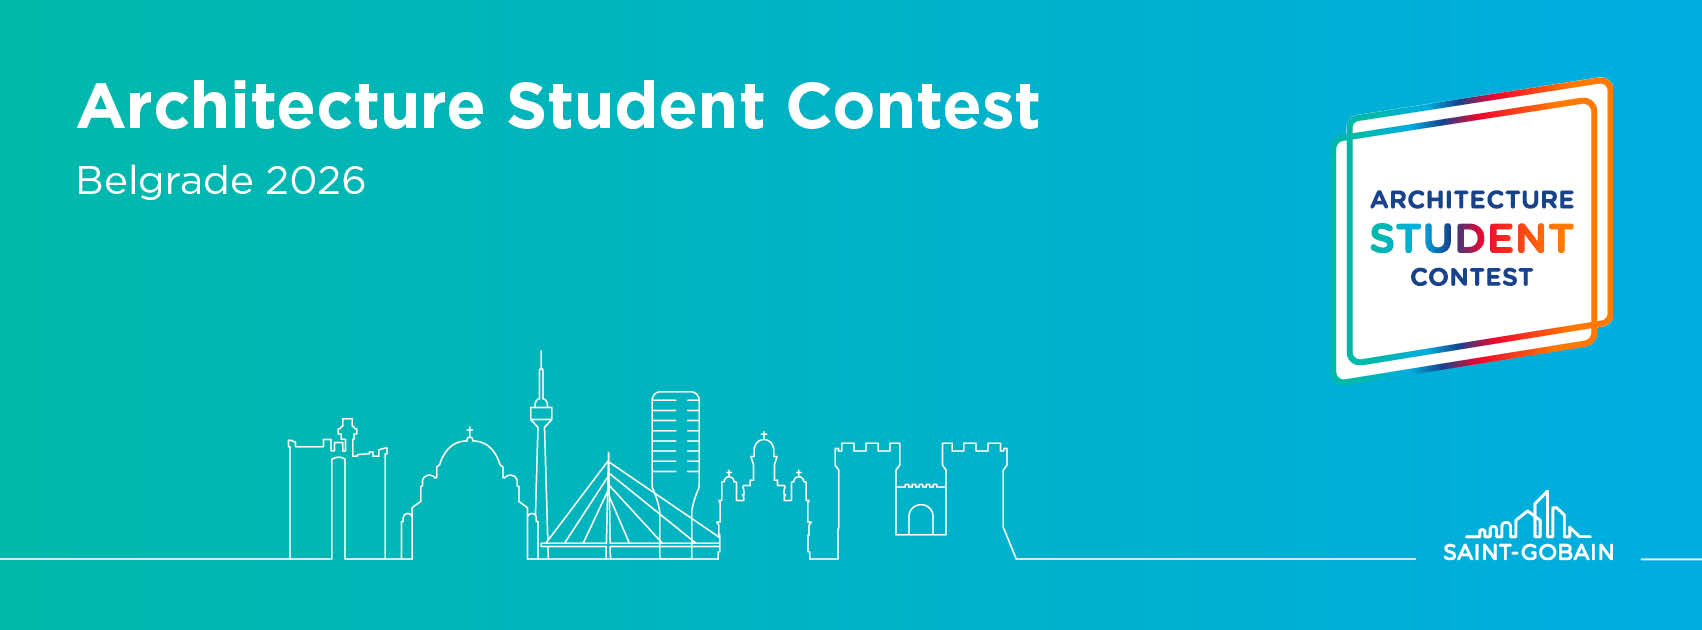 Architecture Student Contest
Belgrade 2026
ARCHITECTURE
STUDENT
CONTEST
SAINT-GOBAIN